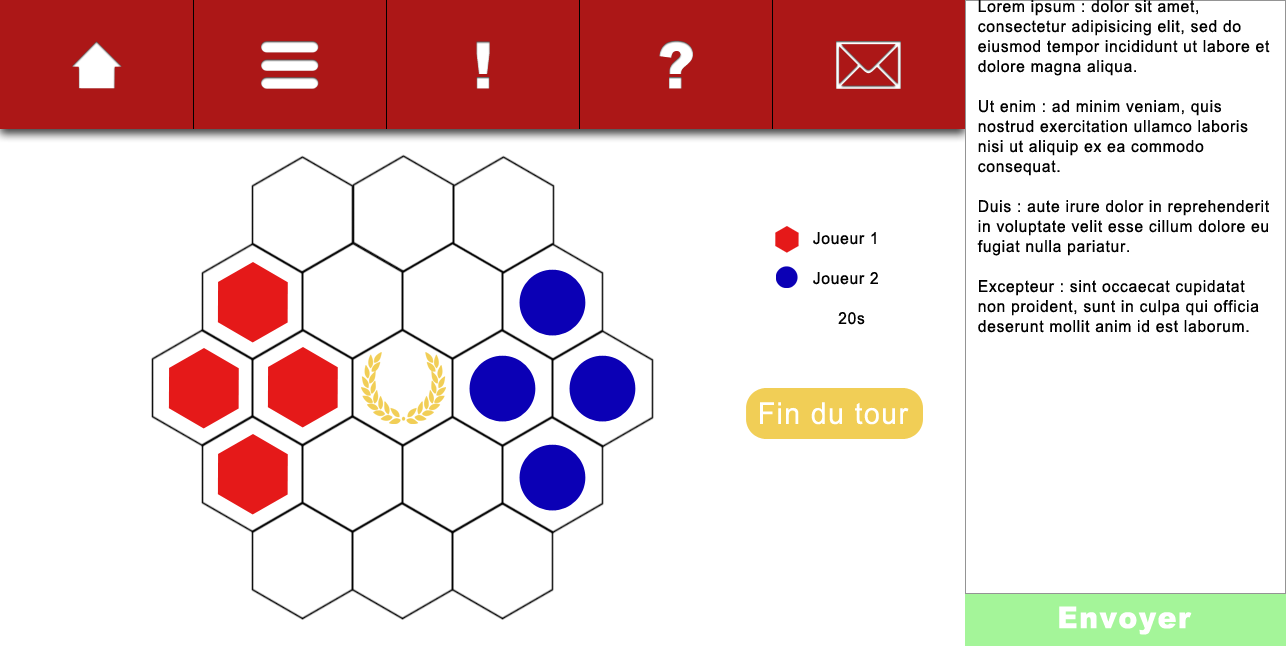 !
?
Joueur 1
Joueur 2
20s
Fin du tour
Lorem ipsum : dolor sit amet,
consectetur adipisicing elit, sed do
eiusmod tempor incididunt ut labore et
dolore magna aliqua.
Ut enim : ad minim veniam, quis
nostrud exercitation ullamco laboris
nisi ut aliquip ex ea commodo
consequat.
Duis : aute irure dolor in reprehenderit
in voluptate velit esse cillum dolore eu
fugiat nulla pariatur.
Excepteur : sint occaecat cupidatat
non proident, sunt in culpa qui officia
deserunt mollit anim id est laborum.
Envoyer